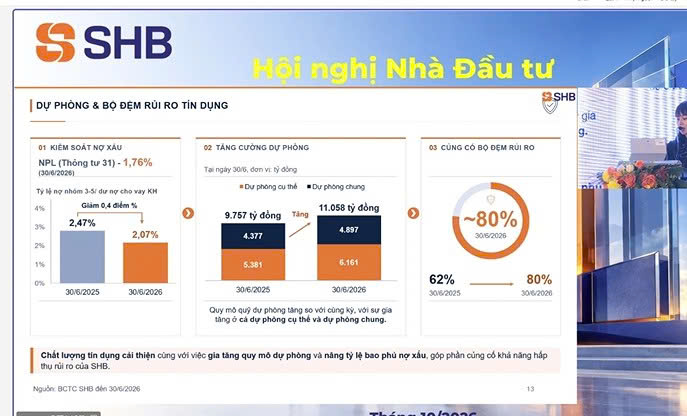 SHB
Hội nghị Nhà Đầu tư
DỰ PHÒNG & BỘ ĐỆM RỦI RO TÍN DỤNG
SHB
01 KIỂM SOÁT NỢ XẤU
NPL (Thông tư 31) - 1,76%
(30/6/2026)
Tỷ lệ nợ nhóm 3-5/ dư nợ cho vay KH
Giảm 0,4 điểm %
4%
3%
2%
1%
0%
2,47%
2,07%
30/6/2025
30/6/2026
02 TĂNG CƯỜNG DỰ PHÒNG
Tại ngày 30/6, đơn vị: tỷ đồng
Dự phòng cụ thể
Dự phòng chung
9.757 tỷ đồng
Tăng
11.058 tỷ đồng
4.377
4.897
5.381
6.161
30/6/2025
30/6/2026
Quy mô quỹ dự phòng tăng so với cùng kỳ, với sự gia
tăng ở cả dự phòng cụ thể và dự phòng chung.
03 CỦNG CỐ BỘ ĐỆM RỦI RO
~80%
30/6/2026
62%
80%
30/6/2025
30/6/2026
Chất lượng tín dụng cải thiện cùng với việc gia tăng quy mô dự phòng và nâng tỷ lệ bao phủ nợ xấu, góp phần củng cố khả năng hấp
thụ rủi ro của SHB.
Nguồn: BCTC SHB đến 30/6/2026
13
gia